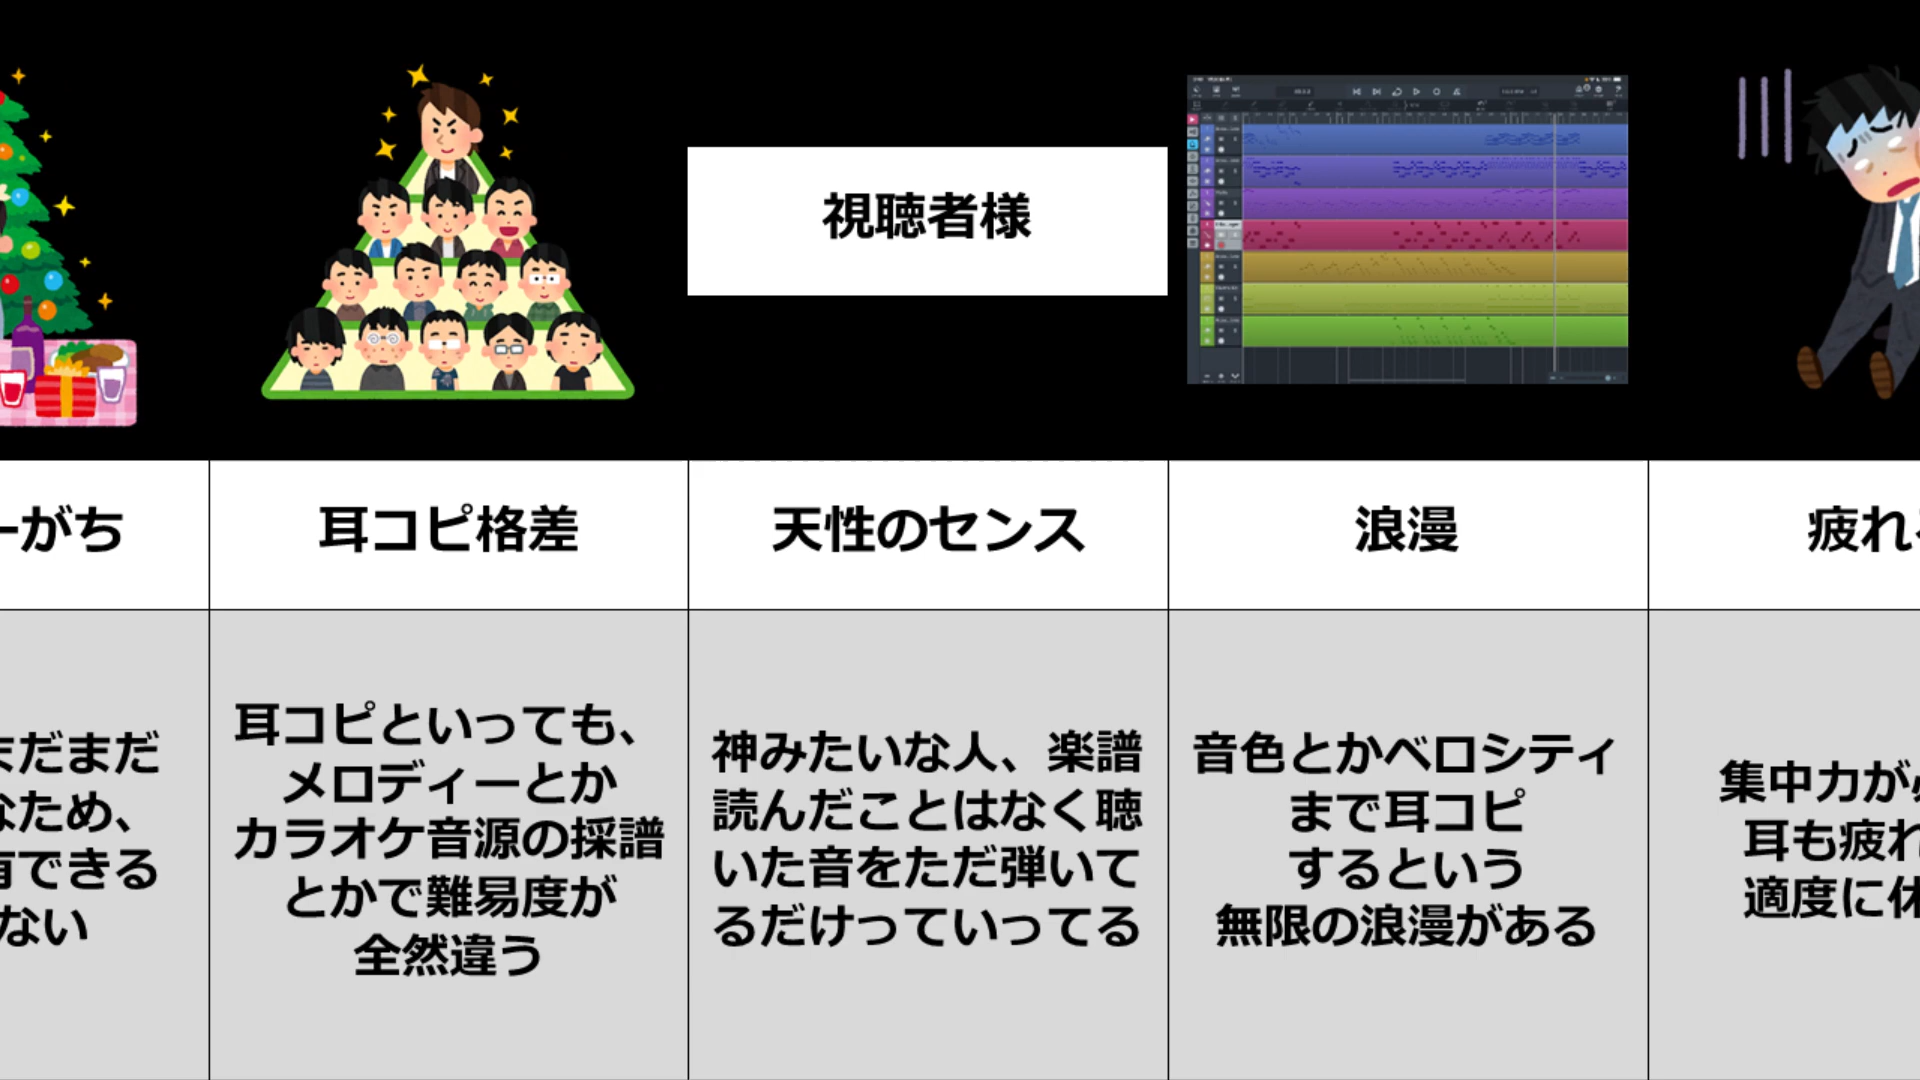 視聴者様
がち
耳コピ格差
天性のセンス
浪漫
疲れ
まだまだ
なため、
できる
ない
耳コピといっても、
メロディーとか
カラオケ音源の採譜
とかで難易度が
全然違う
神みたいな人、楽譜
読んだことはなく聴
いた音をただ弾いて
るだけっていってる
音色とかベロシティ
まで耳コピ
するという
無限の浪漫がある
集中力が
耳も疲れ
適度に休